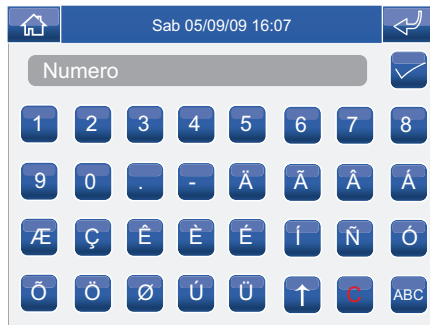 Sab 05/09/09 16:07
Numero
1 2 3 4 5 6 7 8
9 0 . - Ä Ã Â Á
Æ Ç Ê È É Í Ñ Ó
Õ Ö Ø Ú Ü ↑ C ABC